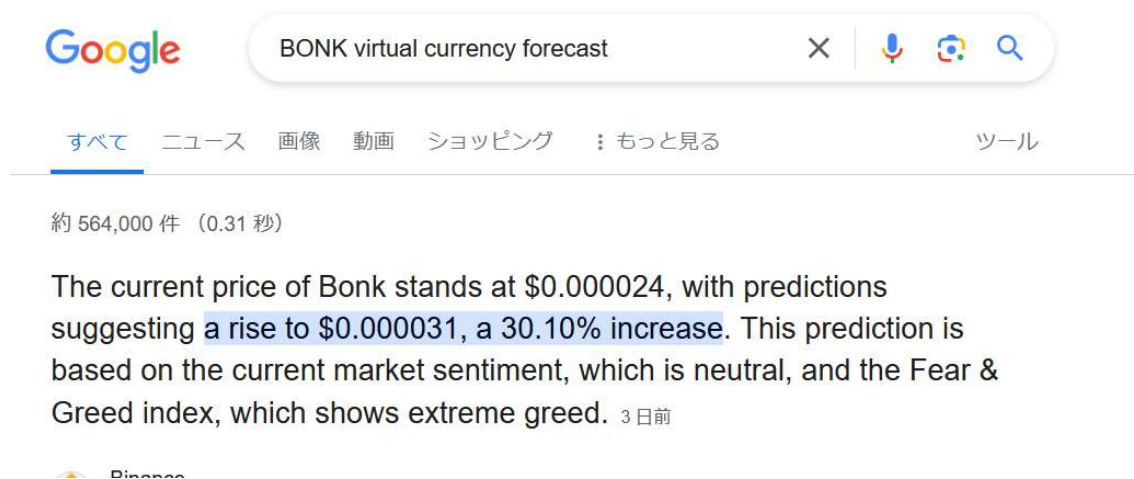 Google
BONK virtual currency forecast
すべて ニュース 画像 動画 ショッピング もっと見る ツール
約 564,000 件 （0.31 秒）
The current price of Bonk stands at $0.000024, with predictions
suggesting a rise to $0.000031, a 30.10% increase. This prediction is
based on the current market sentiment, which is neutral, and the Fear &
Greed index, which shows extreme greed. 3 日前
Binance